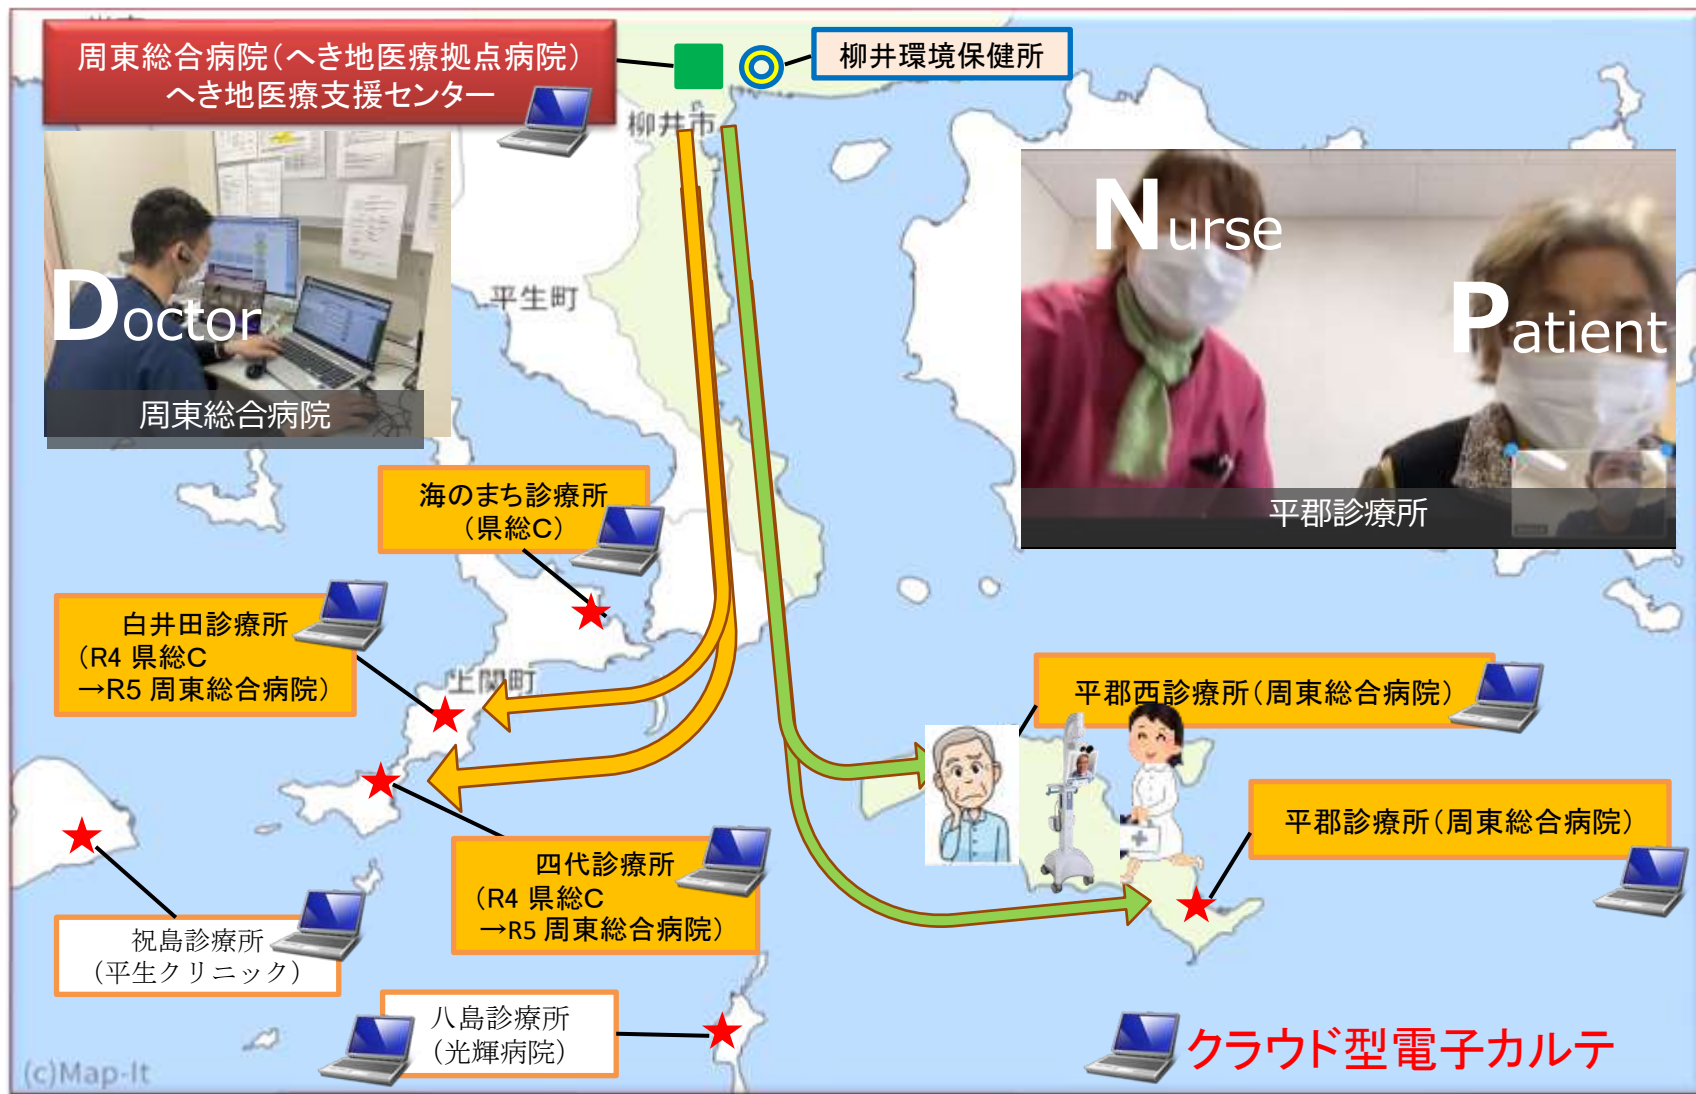 周東総合病院（へき地医療拠点病院）
へき地医療支援センター
柳井環境保健所
柳井市
Doctor
周東総合病院
Nurse
Patient
平郡診療所
平生町
海のまち診療所
（県総C）
白井田診療所
（R4 県総C
→R5 周東総合病院）
上関町
平郡西診療所（周東総合病院）
平郡診療所（周東総合病院）
四代診療所
（R4 県総C
→R5 周東総合病院）
祝島診療所
（平生クリニック）
八島診療所
（光輝病院）
クラウド型電子カルテ
(c)Map-It